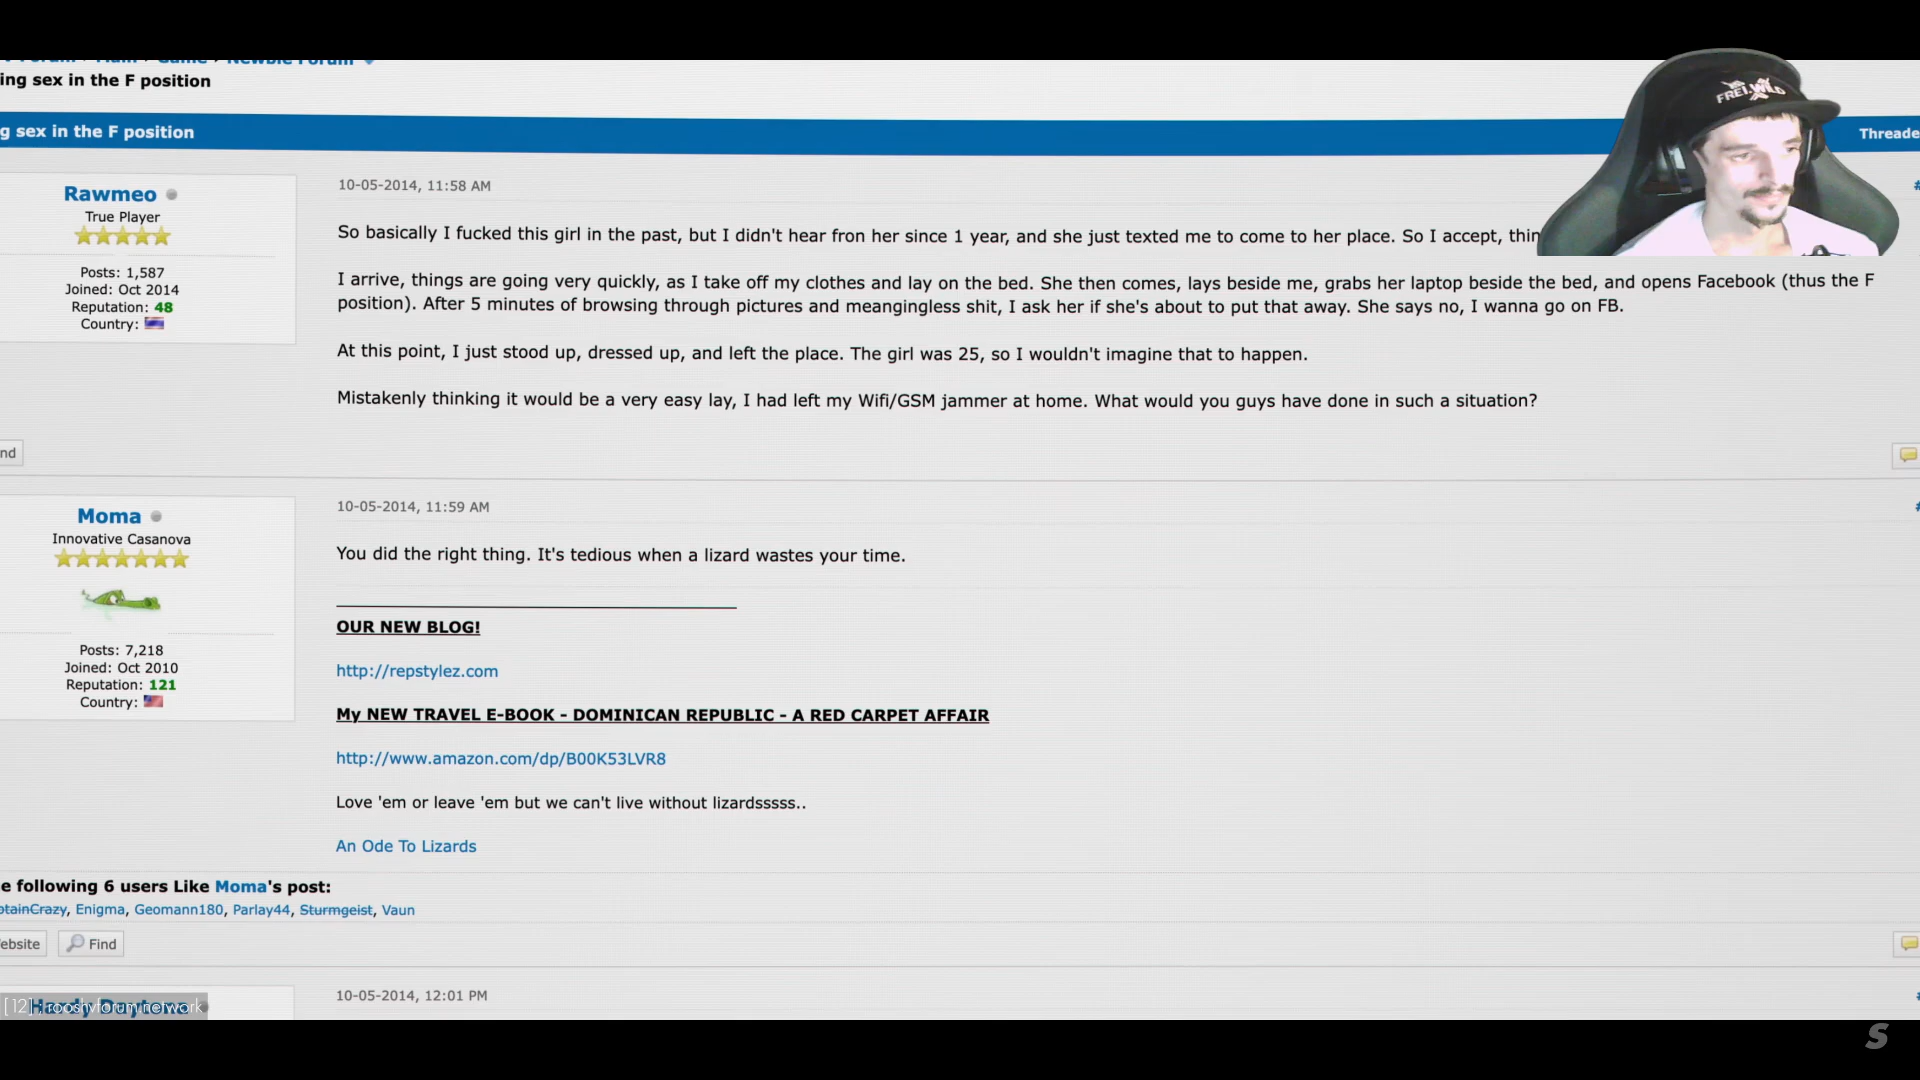 Forum Main Game Newbie Forum
ing sex in the F position
g sex in the F position
Threade
Rawmeo
True Player
Posts: 1,587
Joined: Oct 2014
Reputation: 48
Country:
10-05-2014, 11:58 AM
So basically I fucked this girl in the past, but I didn't hear fron her since 1 year, and she just texted me to come to her place. So I accept, thin
I arrive, things are going very quickly, as I take off my clothes and lay on the bed. She then comes, lays beside me, grabs her laptop beside the bed, and opens Facebook (thus the F
position). After 5 minutes of browsing through pictures and meangingless shit, I ask her if she's about to put that away. She says no, I wanna go on FB.
At this point, I just stood up, dressed up, and left the place. The girl was 25, so I wouldn't imagine that to happen.
Mistakenly thinking it would be a very easy lay, I had left my Wifi/GSM jammer at home. What would you guys have done in such a situation?
nd
Moma
Innovative Casanova
Posts: 7,218
Joined: Oct 2010
Reputation: 121
Country:
10-05-2014, 11:59 AM
You did the right thing. It's tedious when a lizard wastes your time.
OUR NEW BLOG!
http://repstylez.com
My NEW TRAVEL E-BOOK - DOMINICAN REPUBLIC - A RED CARPET AFFAIR
http://www.amazon.com/dp/B00K53LVR8
Love 'em or leave 'em but we can't live without lizardsssss..
An Ode To Lizards
e following 6 users Like Moma's post:
ptainCrazy, Enigma, Geomann180, Parlay44, Sturmgeist, Vaun
ebsite
Find
Hardy Daytona
[12] rooshvforum.network
10-05-2014, 12:01 PM
FREI.WILD
S